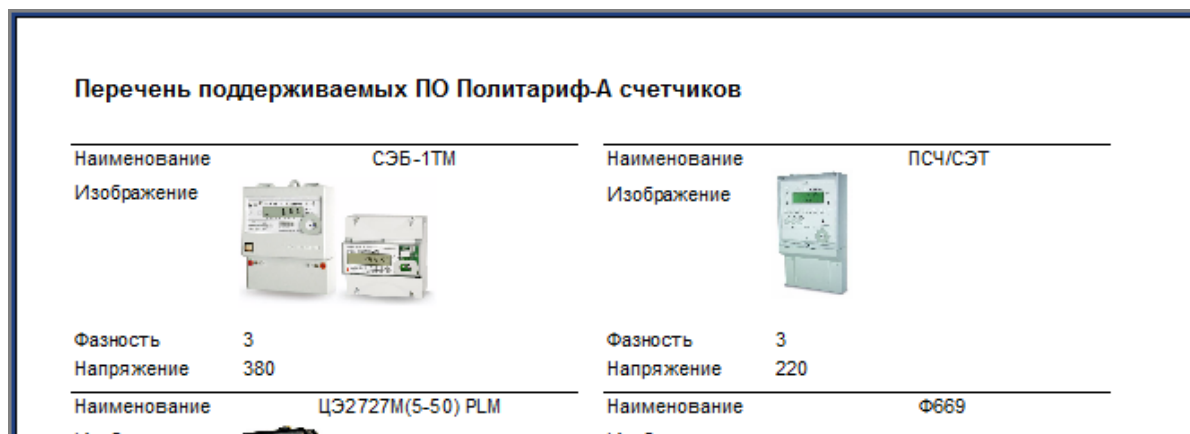 Перечень поддерживаемых ПО Политариф-А счетчиков
Наименование СЭБ-1ТМ
Изображение
Фазность 3
Напряжение 380
Наименование ПСЧ/СЭТ
Изображение
Фазность 3
Напряжение 220
Наименование ЦЭ2727М(5-50) PLM
Наименование Ф669